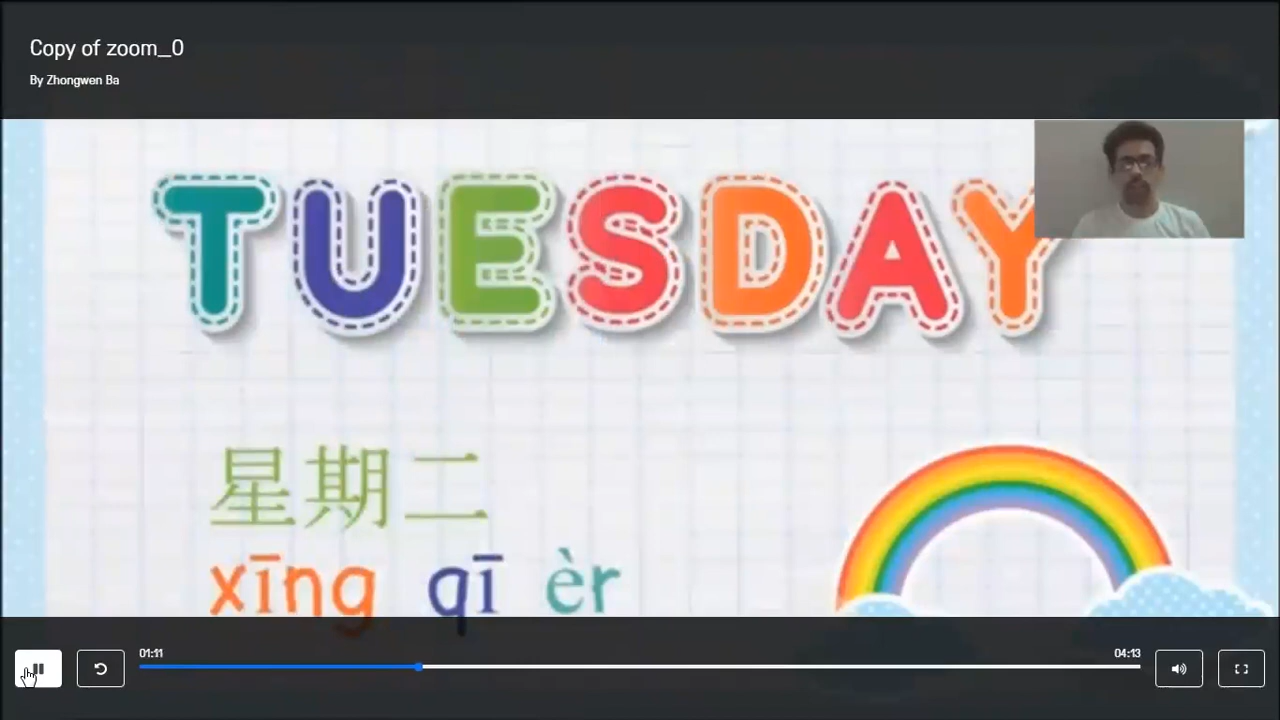 Copy of zoom_0
By Zhongwen Ba
TUESDAY
星期二
xīng qī èr
01:11
04:13